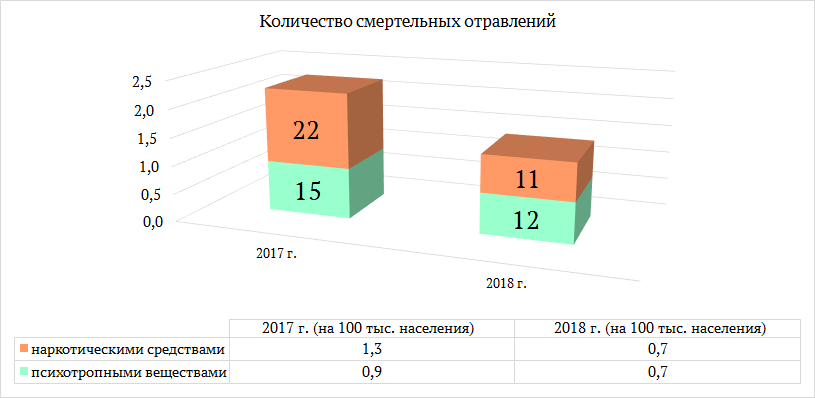 Количество смертельных отравлений
2,5
2,0
1,5
1,0
0,5
0,0
22
15
11
12
2017 г.
2018 г.
2017 г. (на 100 тыс. населения) 2018 г. (на 100 тыс. населения)
наркотическими средствами 1,3 0,7
психотропными веществами 0,9 0,7